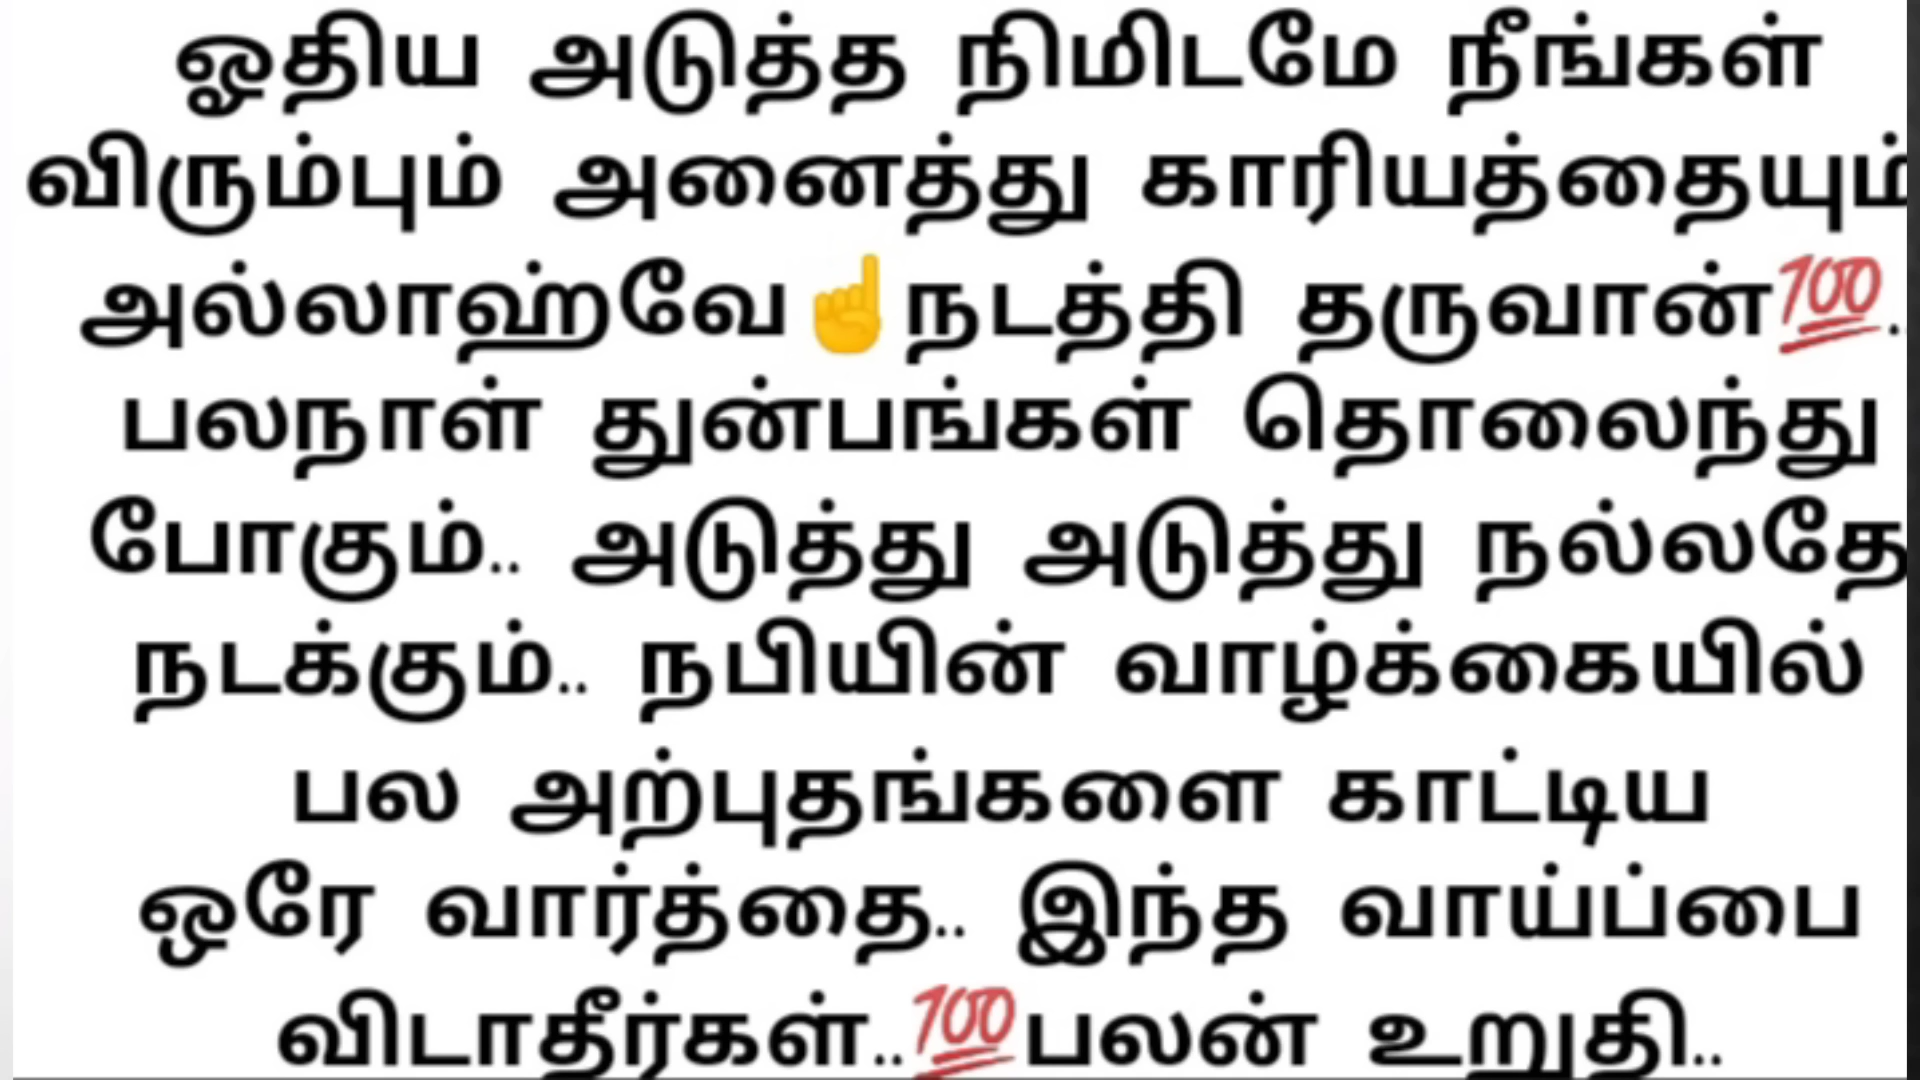 ஓதிய அடுத்த நிமிடமே நீங்கள்
விரும்பும் அனைத்து காரியத்தையும்
அல்லாஹ்வே☝நடத்தி தருவான்💯..
பலநாள் துன்பங்கள் தொலைந்து
போகும்.. அடுத்து அடுத்து நல்லதே
நடக்கும்.. நபியின் வாழ்க்கையில்
பல அற்புதங்களை காட்டிய
ஒரே வார்த்தை.. இந்த வாய்ப்பை
விடாதீர்கள்..💯பலன் உறுதி..